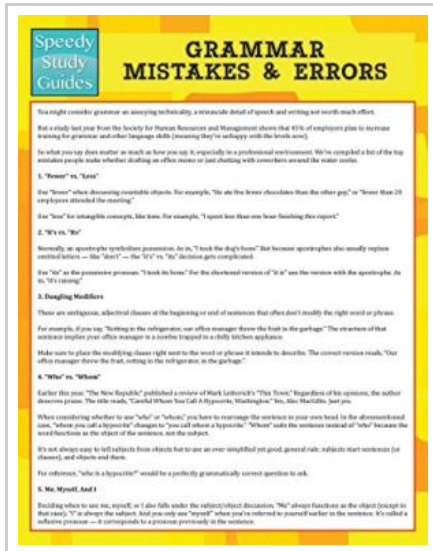 Speedy
Study
Guides
GRAMMAR
MISTAKES & ERRORS
You might consider grammar an annoying technicality, a minuscule detail of speech and writing not worth much effort.
But a study last year from the Society for Human Resources and Management shows that 45% of employers plan to increase
training for grammar and other language skills (meaning they're unhappy with the levels now).
So what you say does matter as much as how you say it, especially in a professional environment. We've compiled a list of the top
mistakes people make whether drafting an office memo or just chatting with coworkers around the water cooler.
1. "Fewer" vs. "Less"
Use "fewer" when discussing countable objects. For example, "He ate five fewer chocolates than the other guy," or "fewer than 20
employees attended the meeting."
Use "less" for intangible concepts, like time. For example, "I spent less than one hour finishing this report."
2. "It's vs. "Its"
Normally, an apostrophe symbolizes possession. As in, "I took the dog's bone." But because apostrophes also usually replace
omitted letters — like "don't" — the "it's" vs. "its" decision gets complicated.
Use "its" as the possessive pronoun. "I took its bone." For the shortened version of "it is" use the version with the apostrophe. As
in, "it's raining."
3. Dangling Modifiers
These are ambiguous, adjectival clauses at the beginning or end of sentences that often don't modify the right word or phrase.
For example, if you say, "Rotting in the refrigerator, our office manager threw the fruit in the garbage." The structure of that
sentence implies your office manager is a zombie trapped in a chilly kitchen appliance.
Make sure to place the modifying clause right next to the word or phrase it intends to describe. The correct version reads, "Our
office manager threw the fruit, rotting in the refrigerator, in the garbage."
4. "Who" vs. "Whom"
Earlier this year, "The New Republic" published a review of Mark Leibovich's "This Town." Regardless of his opinions, the author
deserves praise. The title reads, "Careful Whom You Call A Hypocrite, Washington." Yes, Alec MacGillis. Just yes.
When considering whether to use "who" or "whom," you have to rearrange the sentence in your own head. In the aforementioned
case, "whom you call a hypocrite" changes to "you call whom a hypocrite." "Whom" suits the sentence instead of "who" because the
word functions as the object of the sentence, not the subject.
It's not always easy to tell subjects from objects but to use an over-simplified yet good, general rule: subjects start sentences (or
clauses), and objects end them.
For reference, "who is a hypocrite?" would be a perfectly grammatically correct question to ask.
5. Me, Myself, And I
Deciding when to use me, myself, or I also falls under the subject/object discussion. "Me" always functions as the object (except in
that case); "I" is always the subject. And you only use "myself" when you've referred to yourself earlier in the sentence. It's called a
reflexive pronoun — it corresponds to a pronoun previously in the sentence.